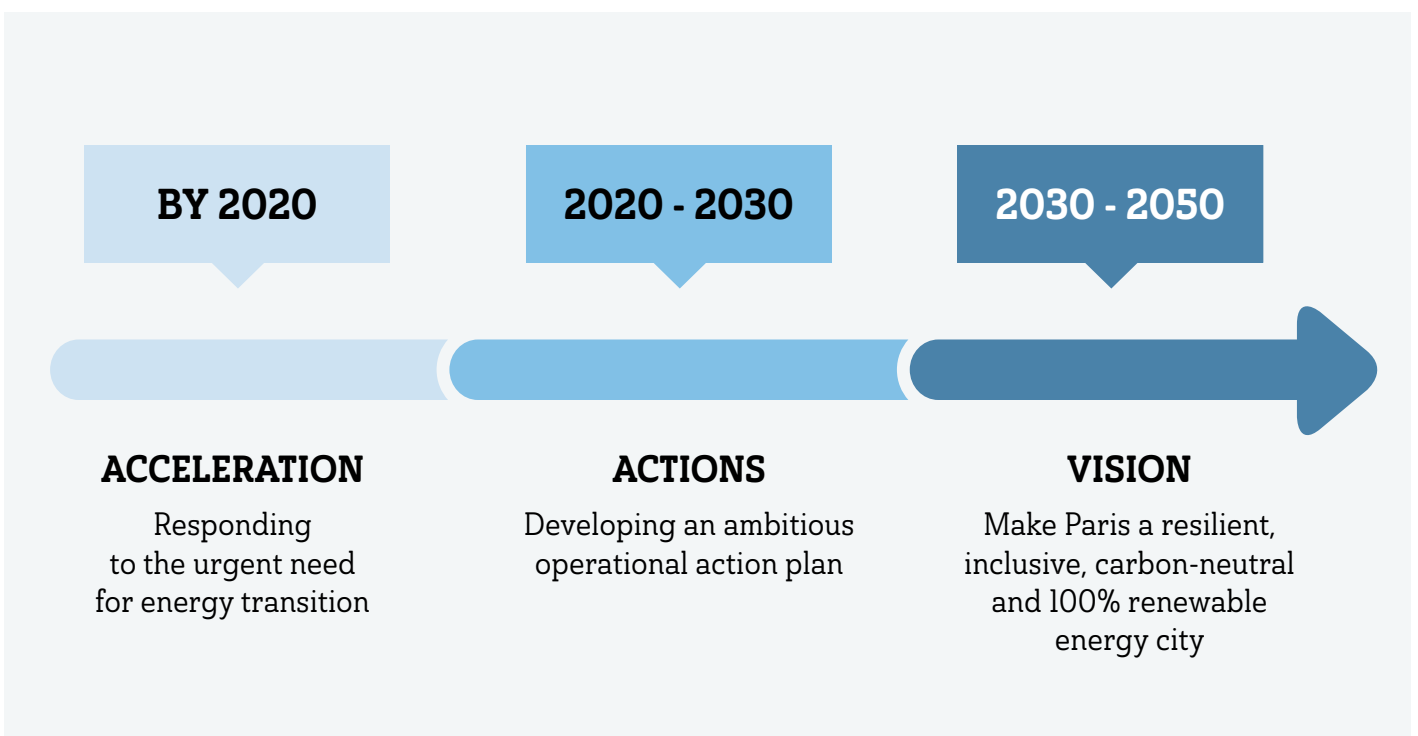 BY 2020
2020 - 2030
2030 - 2050
ACCELERATION
Responding
to the urgent need
for energy transition
ACTIONS
Developing an ambitious
operational action plan
VISION
Make Paris a resilient,
inclusive, carbon-neutral
and 100% renewable
energy city